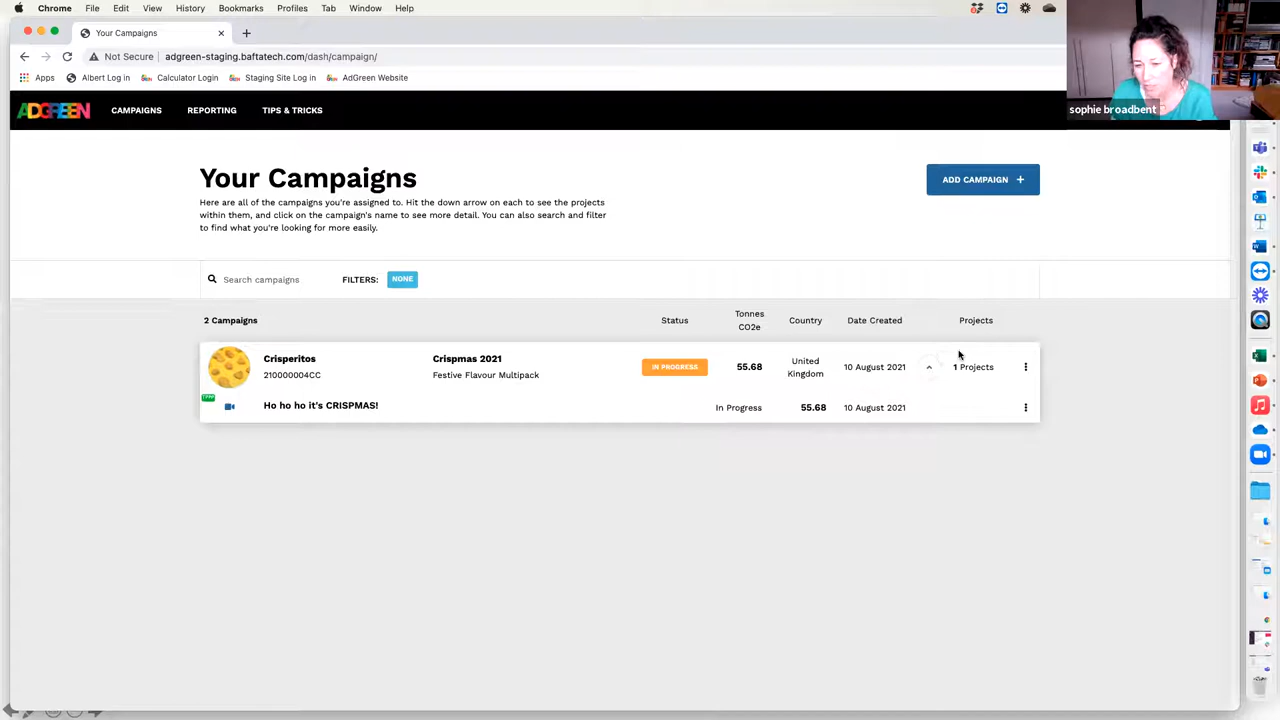 Chrome File Edit View History Bookmarks Profiles Tab Window Help
Your Campaigns
Not Secure adgreen-staging.baftatech.com/dash/campaign/
Apps Albert Log in Calculator Login Staging Site Log in AdGreen Website
sophie broadbent
ADGREEN CAMPAIGNS REPORTING TIPS & TRICKS
Your Campaigns
ADD CAMPAIGN +
Here are all of the campaigns you're assigned to. Hit the down arrow on each to see the projects
within them, and click on the campaign's name to see more detail. You can also search and filter
to find what you're looking for more easily.
Search campaigns FILTERS: NONE
2 Campaigns Status Tonnes CO2e Country Date Created Projects
Crisperitos Crispmas 2021 IN PROGRESS 55.68 United Kingdom 10 August 2021 1 Projects
210000004CC Festive Flavour Multipack
Ho ho ho it's CRISPMAS! In Progress 55.68 10 August 2021